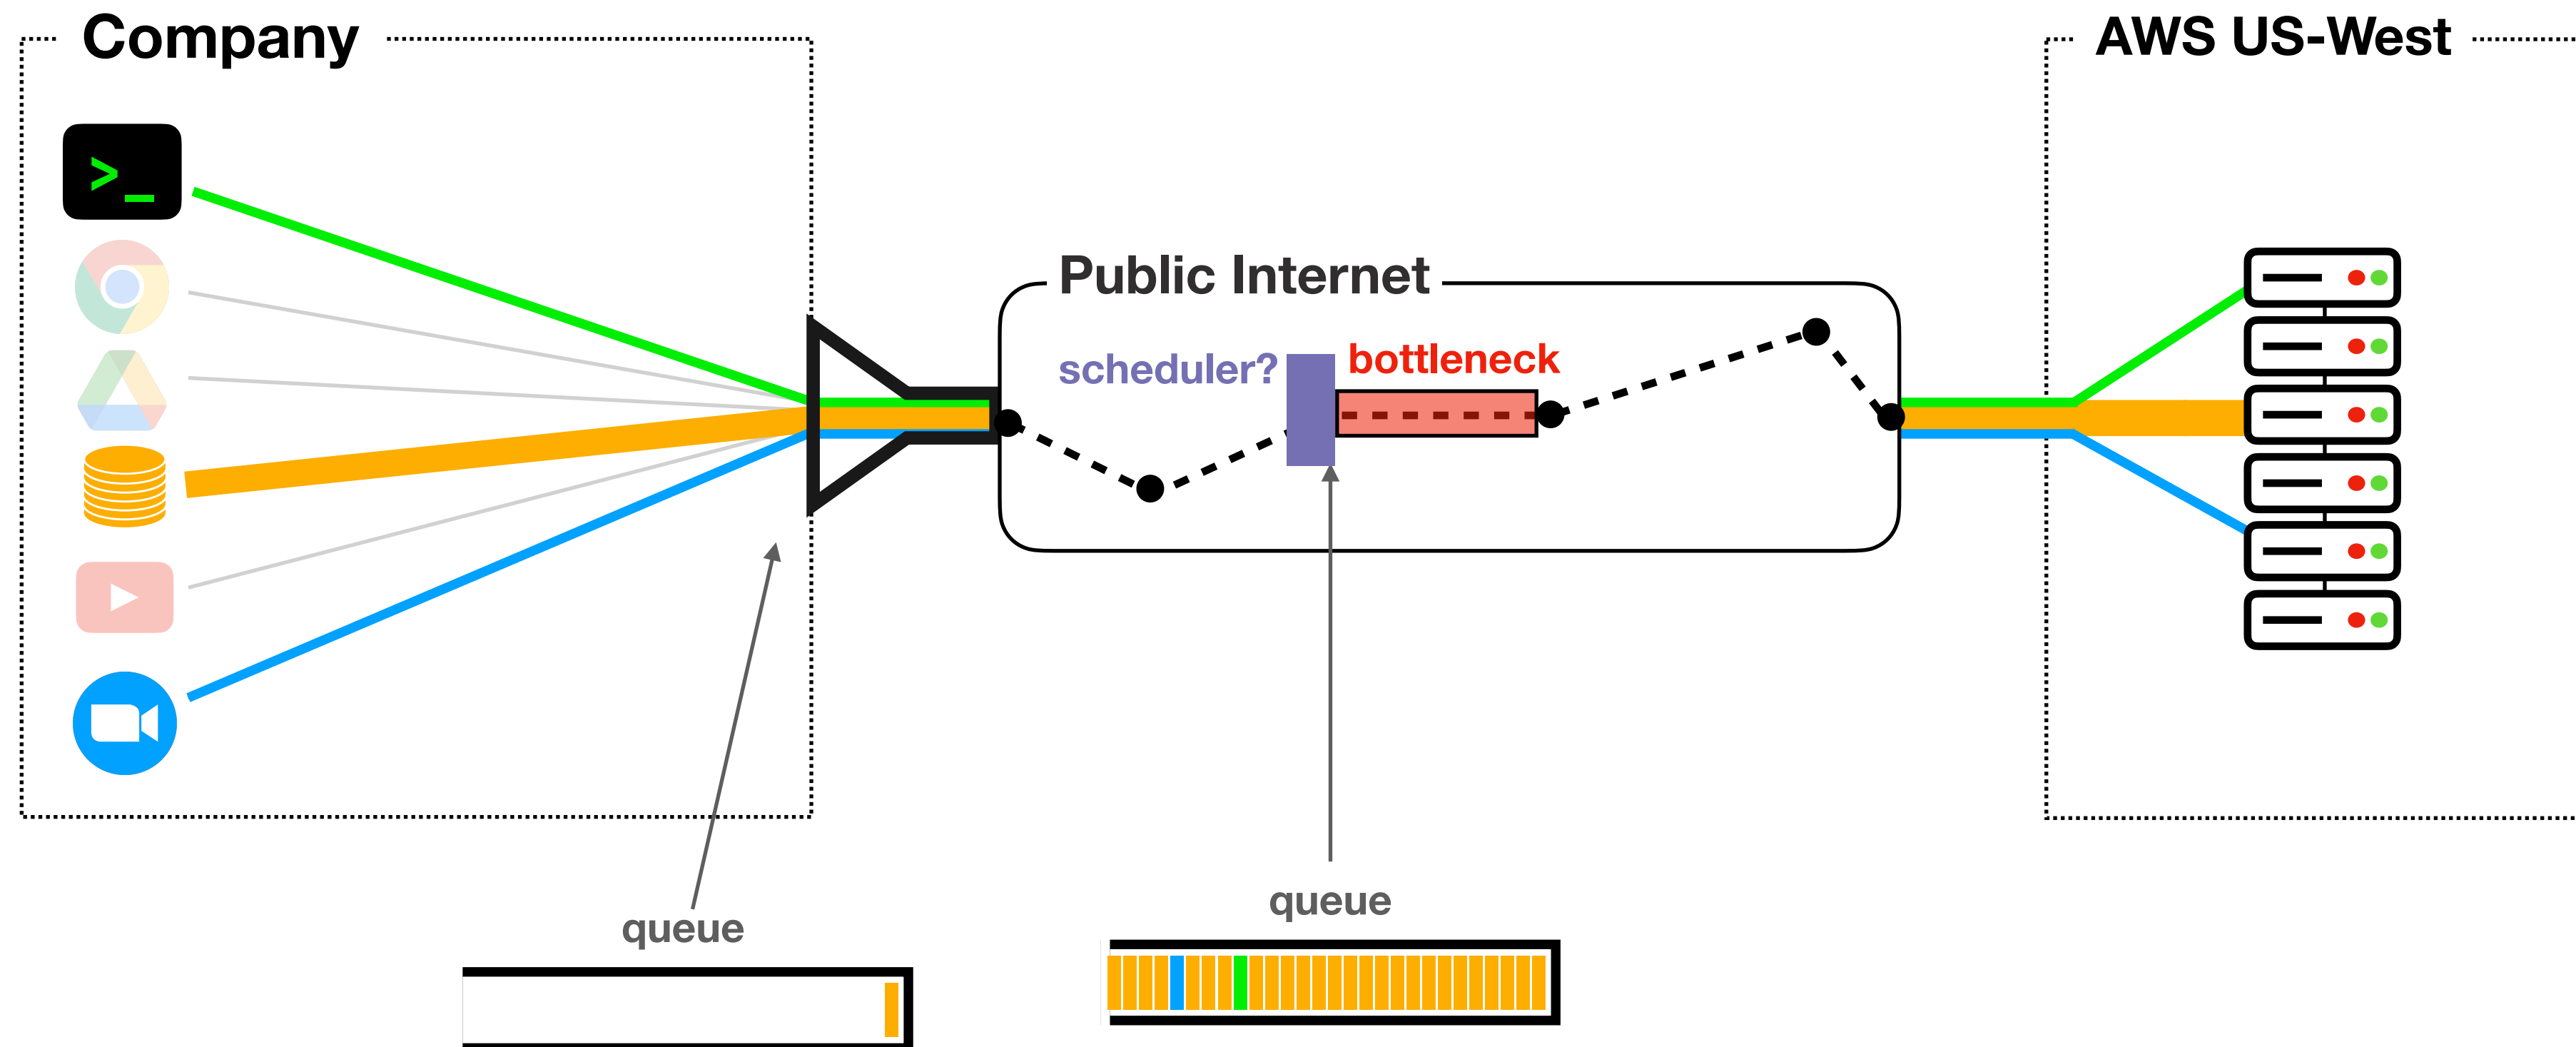 Company
AWS US-West
>_
Public Internet
scheduler?
bottleneck
queue
queue